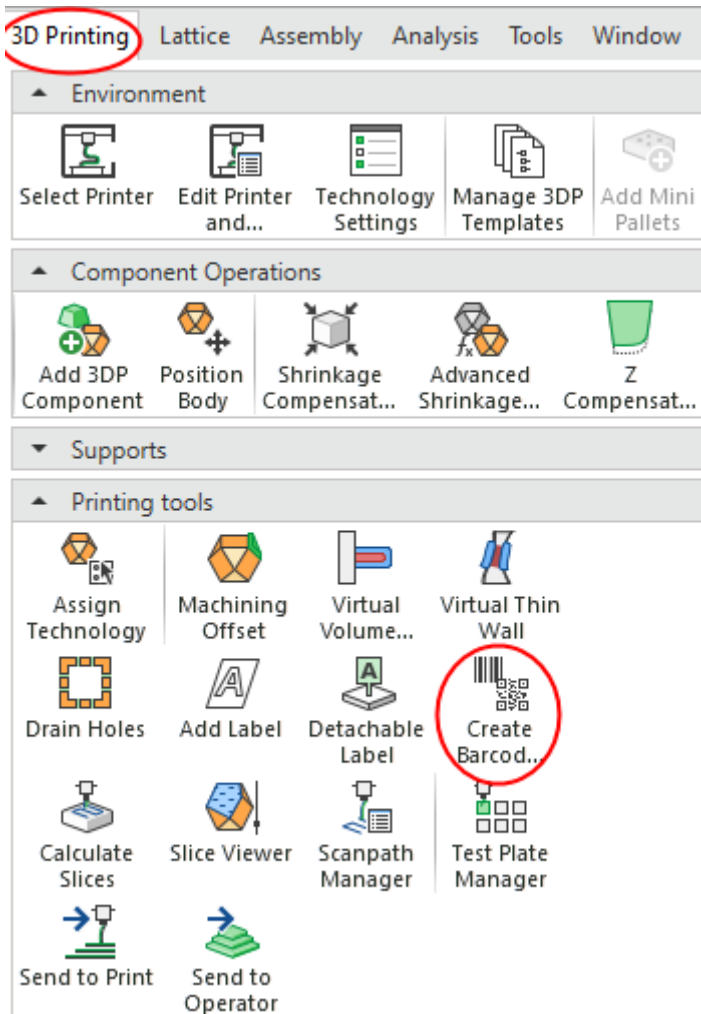 3D Printing Lattice Assembly Analysis Tools Window
Environment
Select Printer Edit Printer Technology Manage 3DP Add Mini
and... Settings Templates Pallets
Component Operations
Add 3DP Position Shrinkage Advanced Z
Component Body Compensat... Shrinkage... Compensat...
Supports
Printing tools
Assign Machining Virtual Virtual Thin
Technology Offset Volume... Wall
Drain Holes Add Label Detachable Create
Label Barcod...
Calculate Slice Viewer Scanpath Test Plate
Slices Manager Manager
Send to Print Send to
Operator